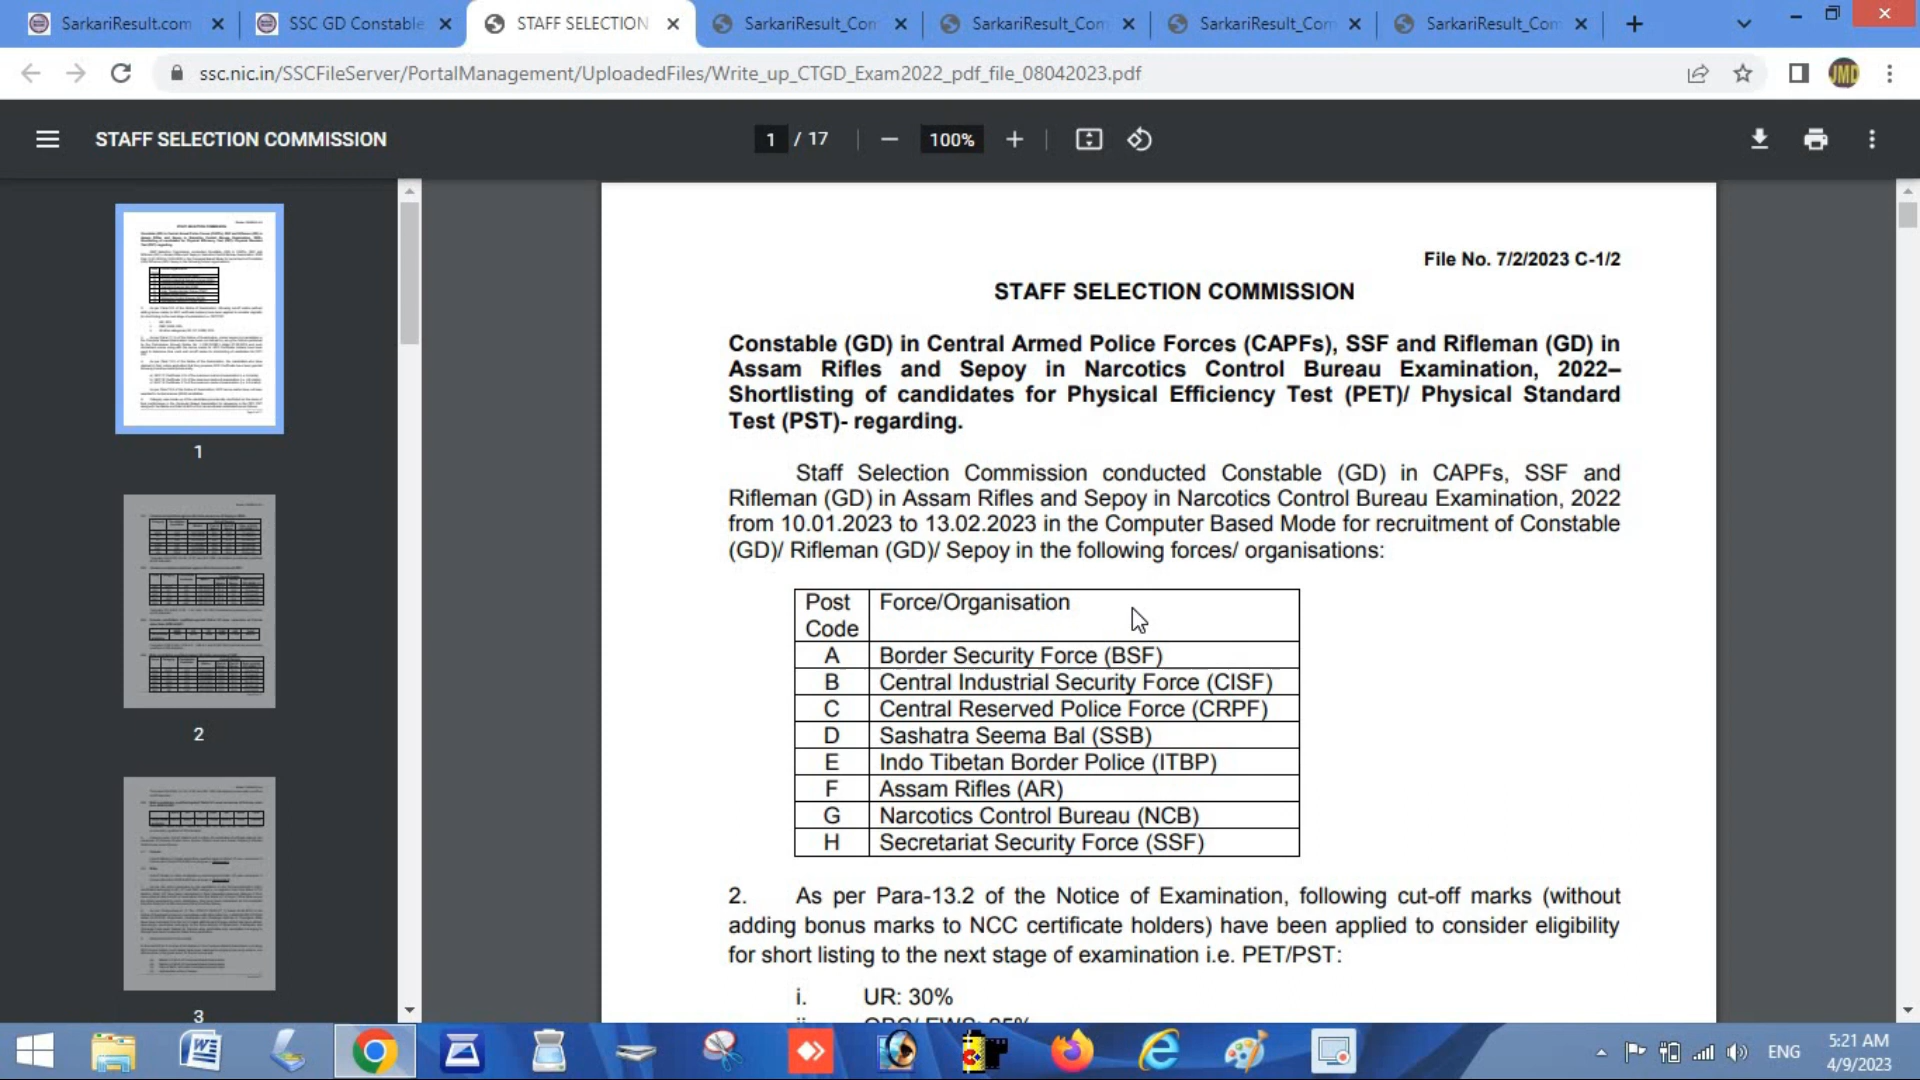 SarkariResult.com
SSC GD Constable
STAFF SELECTION
SarkariResult_Com
SarkariResult_Com
SarkariResult_Com
SarkariResult_Com
ssc.nic.in/SSCFileServer/PortalManagement/UploadedFiles/Write_up_CTGD_Exam2022_pdf_file_08042023.pdf
JMD
STAFF SELECTION COMMISSION
1 / 17
100%
1
2
3
File No. 7/2/2023 C-1/2
STAFF SELECTION COMMISSION
Constable (GD) in Central Armed Police Forces (CAPFs), SSF and Rifleman (GD) in
Assam Rifles and Sepoy in Narcotics Control Bureau Examination, 2022–
Shortlisting of candidates for Physical Efficiency Test (PET)/ Physical Standard
Test (PST)- regarding.
Staff Selection Commission conducted Constable (GD) in CAPFs, SSF and
Rifleman (GD) in Assam Rifles and Sepoy in Narcotics Control Bureau Examination, 2022
from 10.01.2023 to 13.02.2023 in the Computer Based Mode for recruitment of Constable
(GD)/ Rifleman (GD)/ Sepoy in the following forces/ organisations:
Post Code Force/Organisation
A Border Security Force (BSF)
B Central Industrial Security Force (CISF)
C Central Reserved Police Force (CRPF)
D Sashatra Seema Bal (SSB)
E Indo Tibetan Border Police (ITBP)
F Assam Rifles (AR)
G Narcotics Control Bureau (NCB)
H Secretariat Security Force (SSF)
2. As per Para-13.2 of the Notice of Examination, following cut-off marks (without
adding bonus marks to NCC certificate holders) have been applied to consider eligibility
for short listing to the next stage of examination i.e. PET/PST:
i. UR: 30%
ENG
5:21 AM
4/9/2023